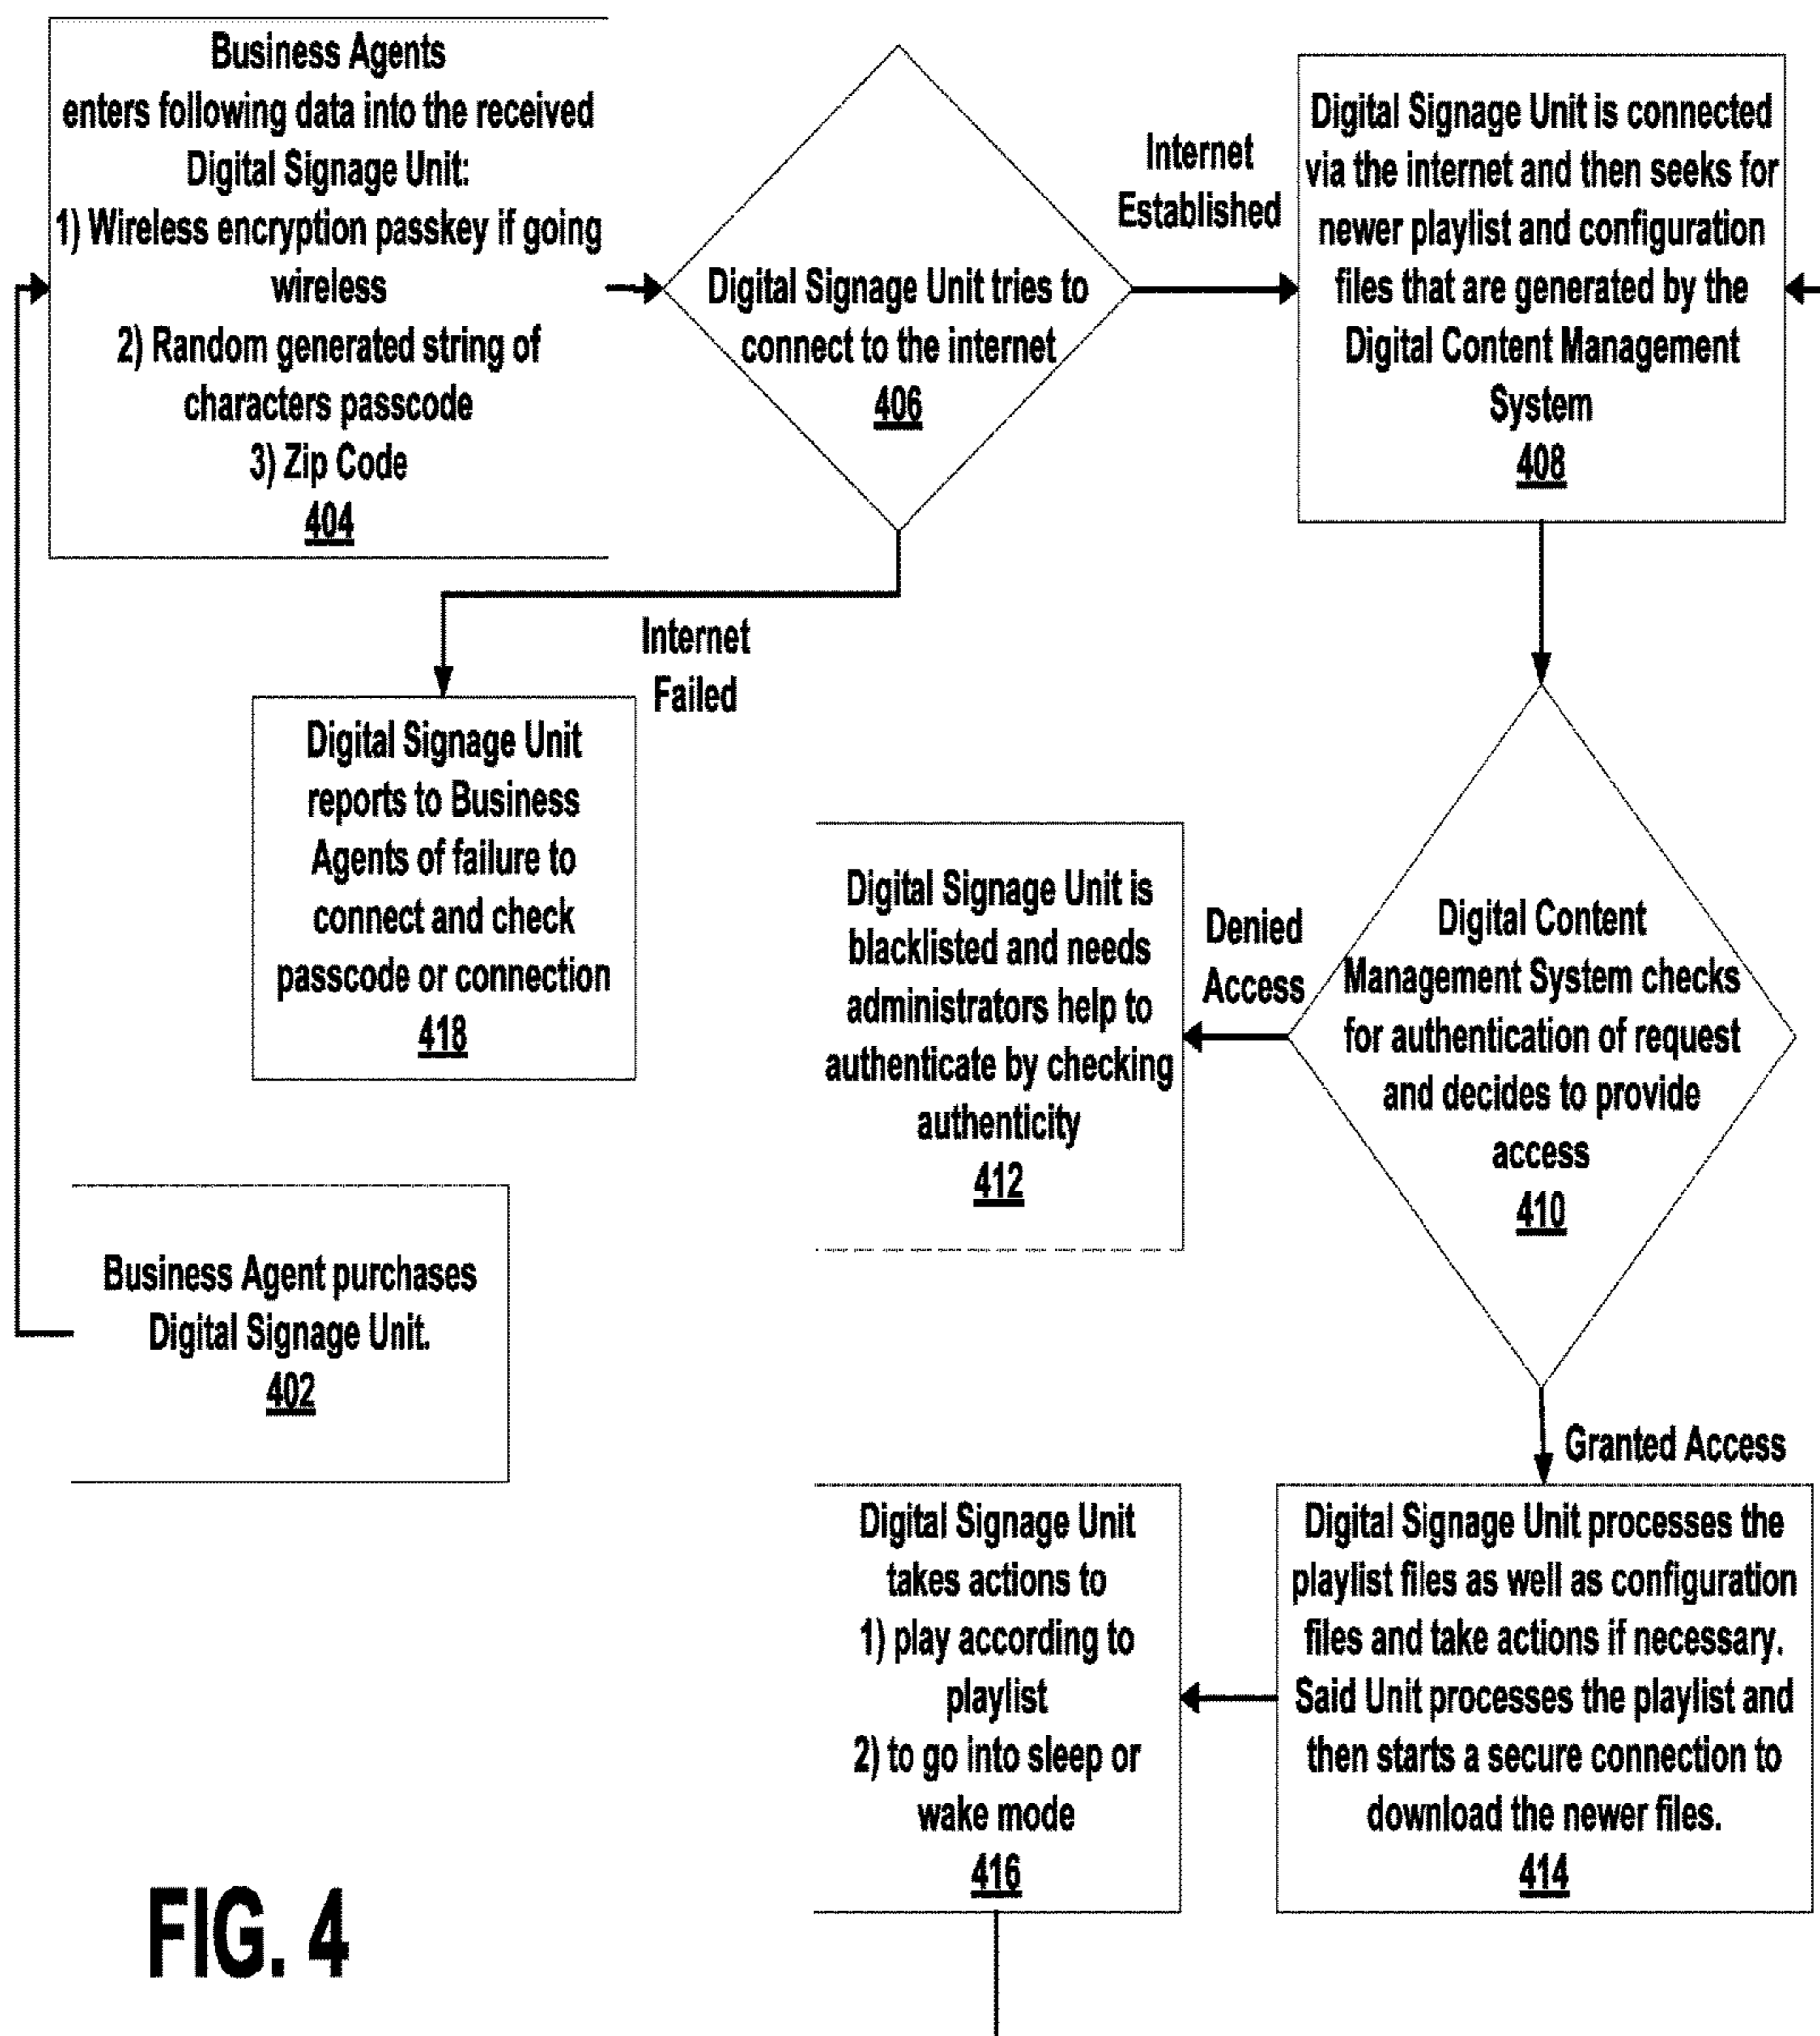 Business Agents
enters following data into the received
Digital Signage Unit:
1) Wireless encryption passkey if going
wireless
2) Random generated string of
characters passcode
3) Zip Code
404
Digital Signage Unit tries to
connect to the internet
406
Internet
Established
Digital Signage Unit is connected
via the internet and then seeks for
newer playlist and configuration
files that are generated by the
Digital Content Management
System
408
Internet
Failed
Digital Signage Unit
reports to Business
Agents of failure to
connect and check
passcode or connection
418
Digital Signage Unit is
blacklisted and needs
administrators help to
authenticate by checking
authenticity
412
Denied
Access
Digital Content
Management System checks
for authentication of request
and decides to provide
access
410
Business Agent purchases
Digital Signage Unit.
402
Granted Access
Digital Signage Unit
takes actions to
1) play according to
playlist
2) to go into sleep or
wake mode
416
Digital Signage Unit processes the
playlist files as well as configuration
files and take actions if necessary.
Said Unit processes the playlist and
then starts a secure connection to
download the newer files.
414
FIG. 4